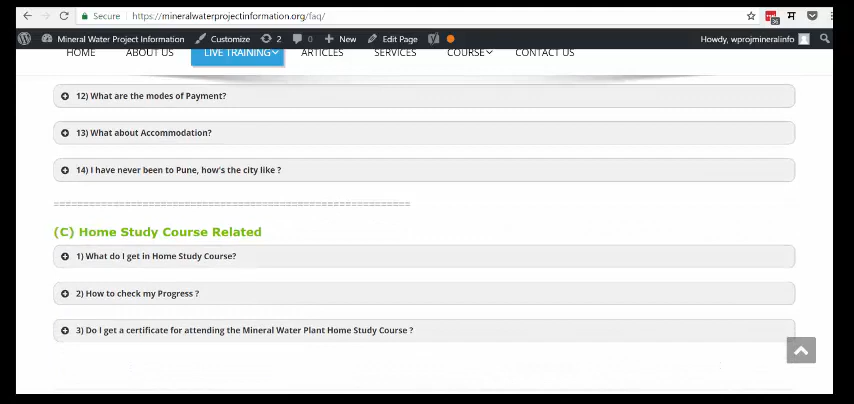 Secure https://mineralwaterprojectinformation.org/faq/
36 म
Mineral Water Project Information Customize 2 0 New Edit Page Howdy, wprojmineralinfo
HOME ABOUT US LIVE TRAINING ARTICLES SERVICES COURSE CONTACT US
12) What are the modes of Payment?
13) What about Accommodation?
14) I have never been to Pune, how's the city like ?
==============================================================
(C) Home Study Course Related
1) What do I get in Home Study Course?
2) How to check my Progress ?
3) Do I get a certificate for attending the Mineral Water Plant Home Study Course ?